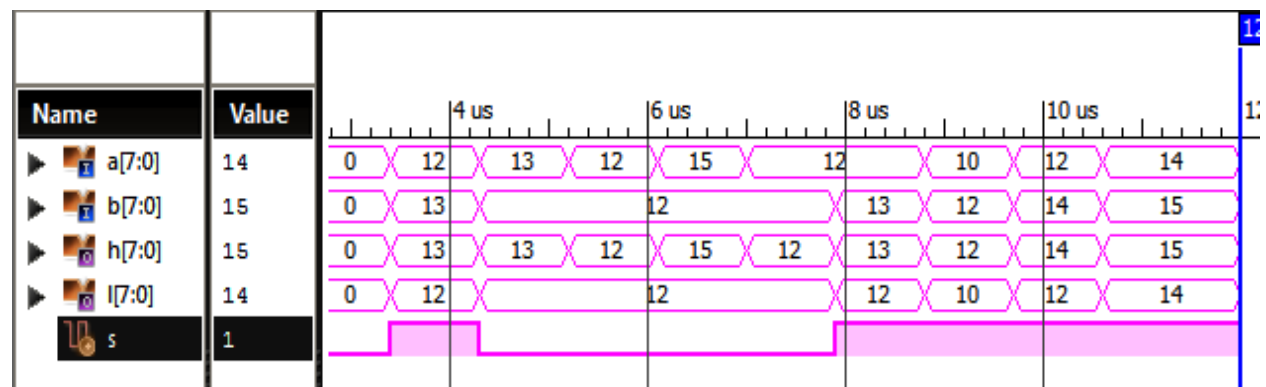 12
Name Value 4 us 6 us 8 us 10 us 12
a[7:0] 14 0 12 13 12 15 12 10 12 14
b[7:0] 15 0 13 12 13 12 14 15
h[7:0] 15 0 13 13 12 15 12 13 12 14 15
l[7:0] 14 0 12 12 12 10 12 14
s 1